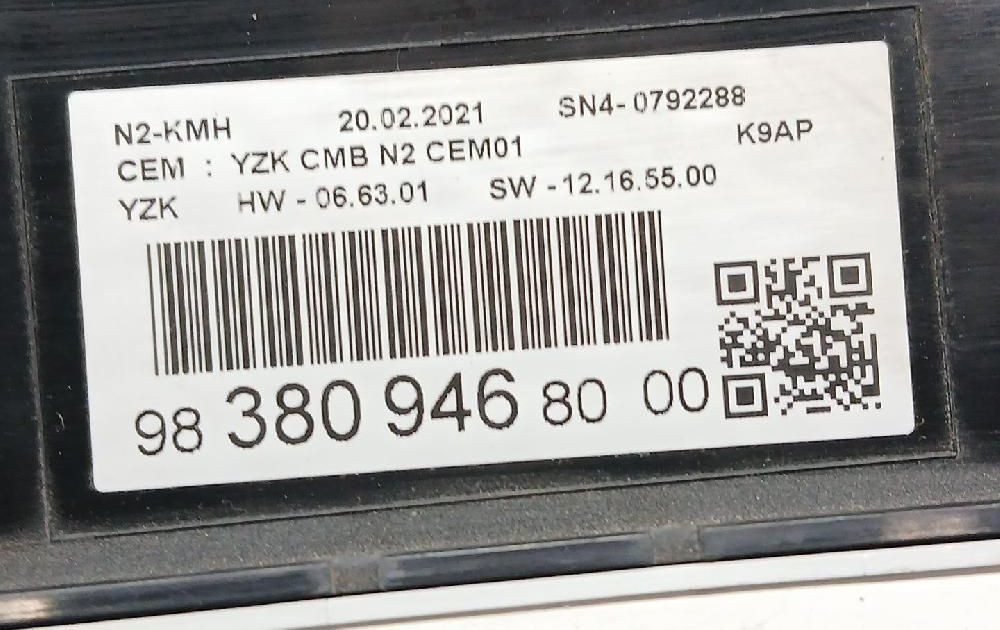 N2-KMH 20.02.2021 SN4-0792288
CEM : YZK CMB N2 CEM01 K9AP
YZK HW - 06.63.01 SW -12.16.55.00
98 380 946 80 00